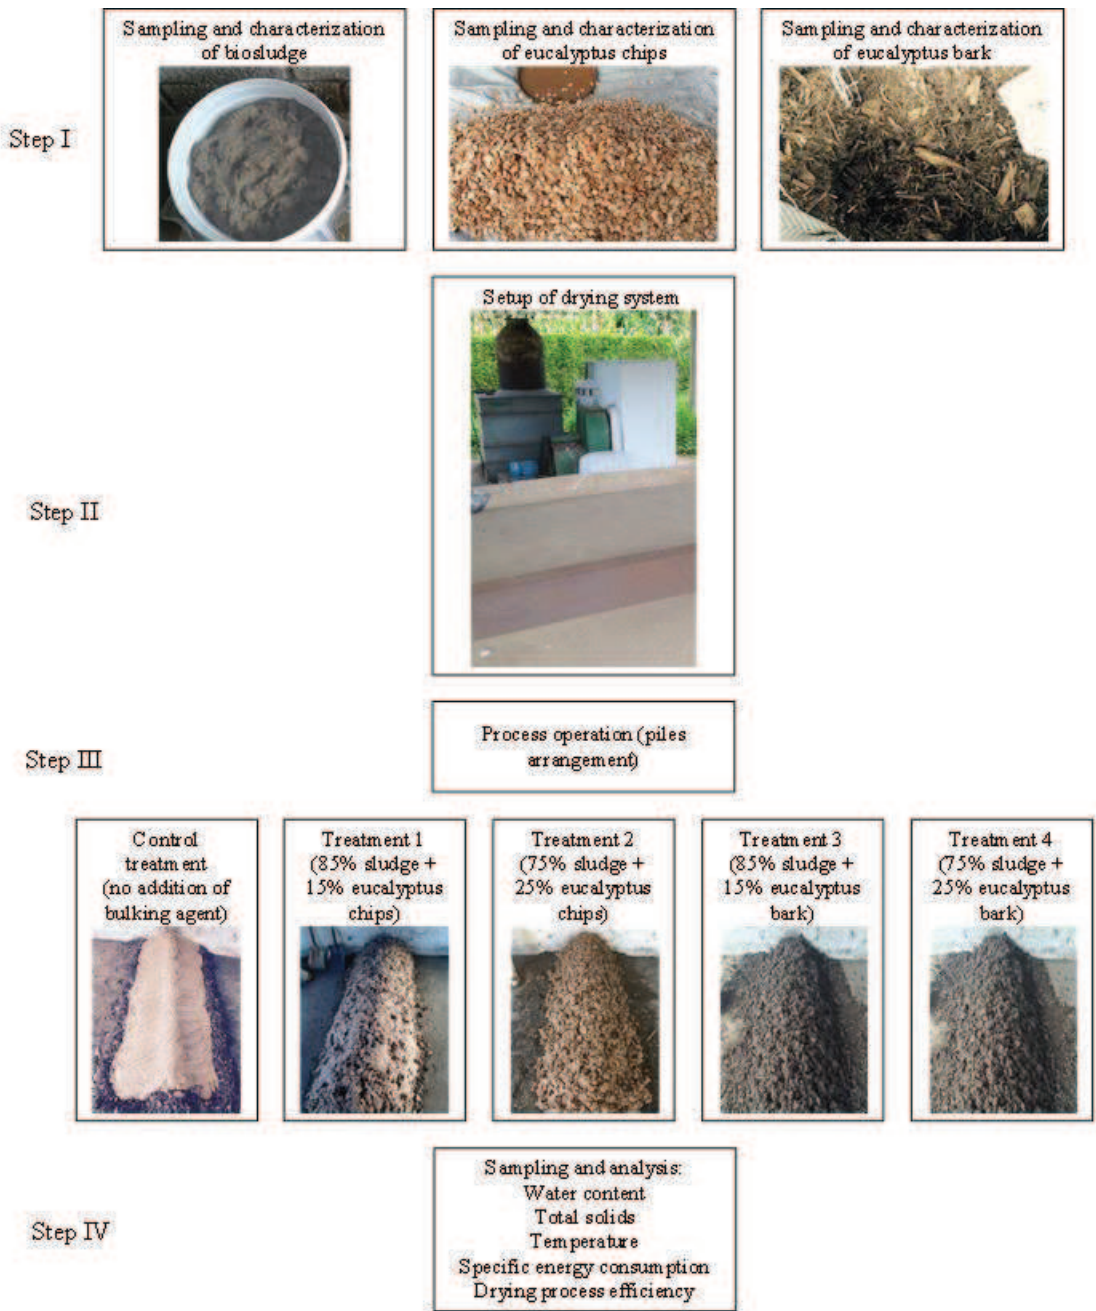 Sampling and characterization
of biosludge
Sampling and characterization
of eucalyptus chips
Sampling and characterization
of eucalyptus bark
Step I
Setup of drying system
Step II
Process operation (piles
arrangement)
Step III
Control
treatment
(no addition of
bulking agent)
Treatment 1
(85% sludge +
15% eucalyptus
chips)
Treatment 2
(75% sludge +
25% eucalyptus
chips)
Treatment 3
(85% sludge +
15% eucalyptus
bark)
Treatment 4
(75% sludge +
25% eucalyptus
bark)
Sampling and analysis:
Water content
Total solids
Temperature
Specific energy consumption
Drying process efficiency
Step IV